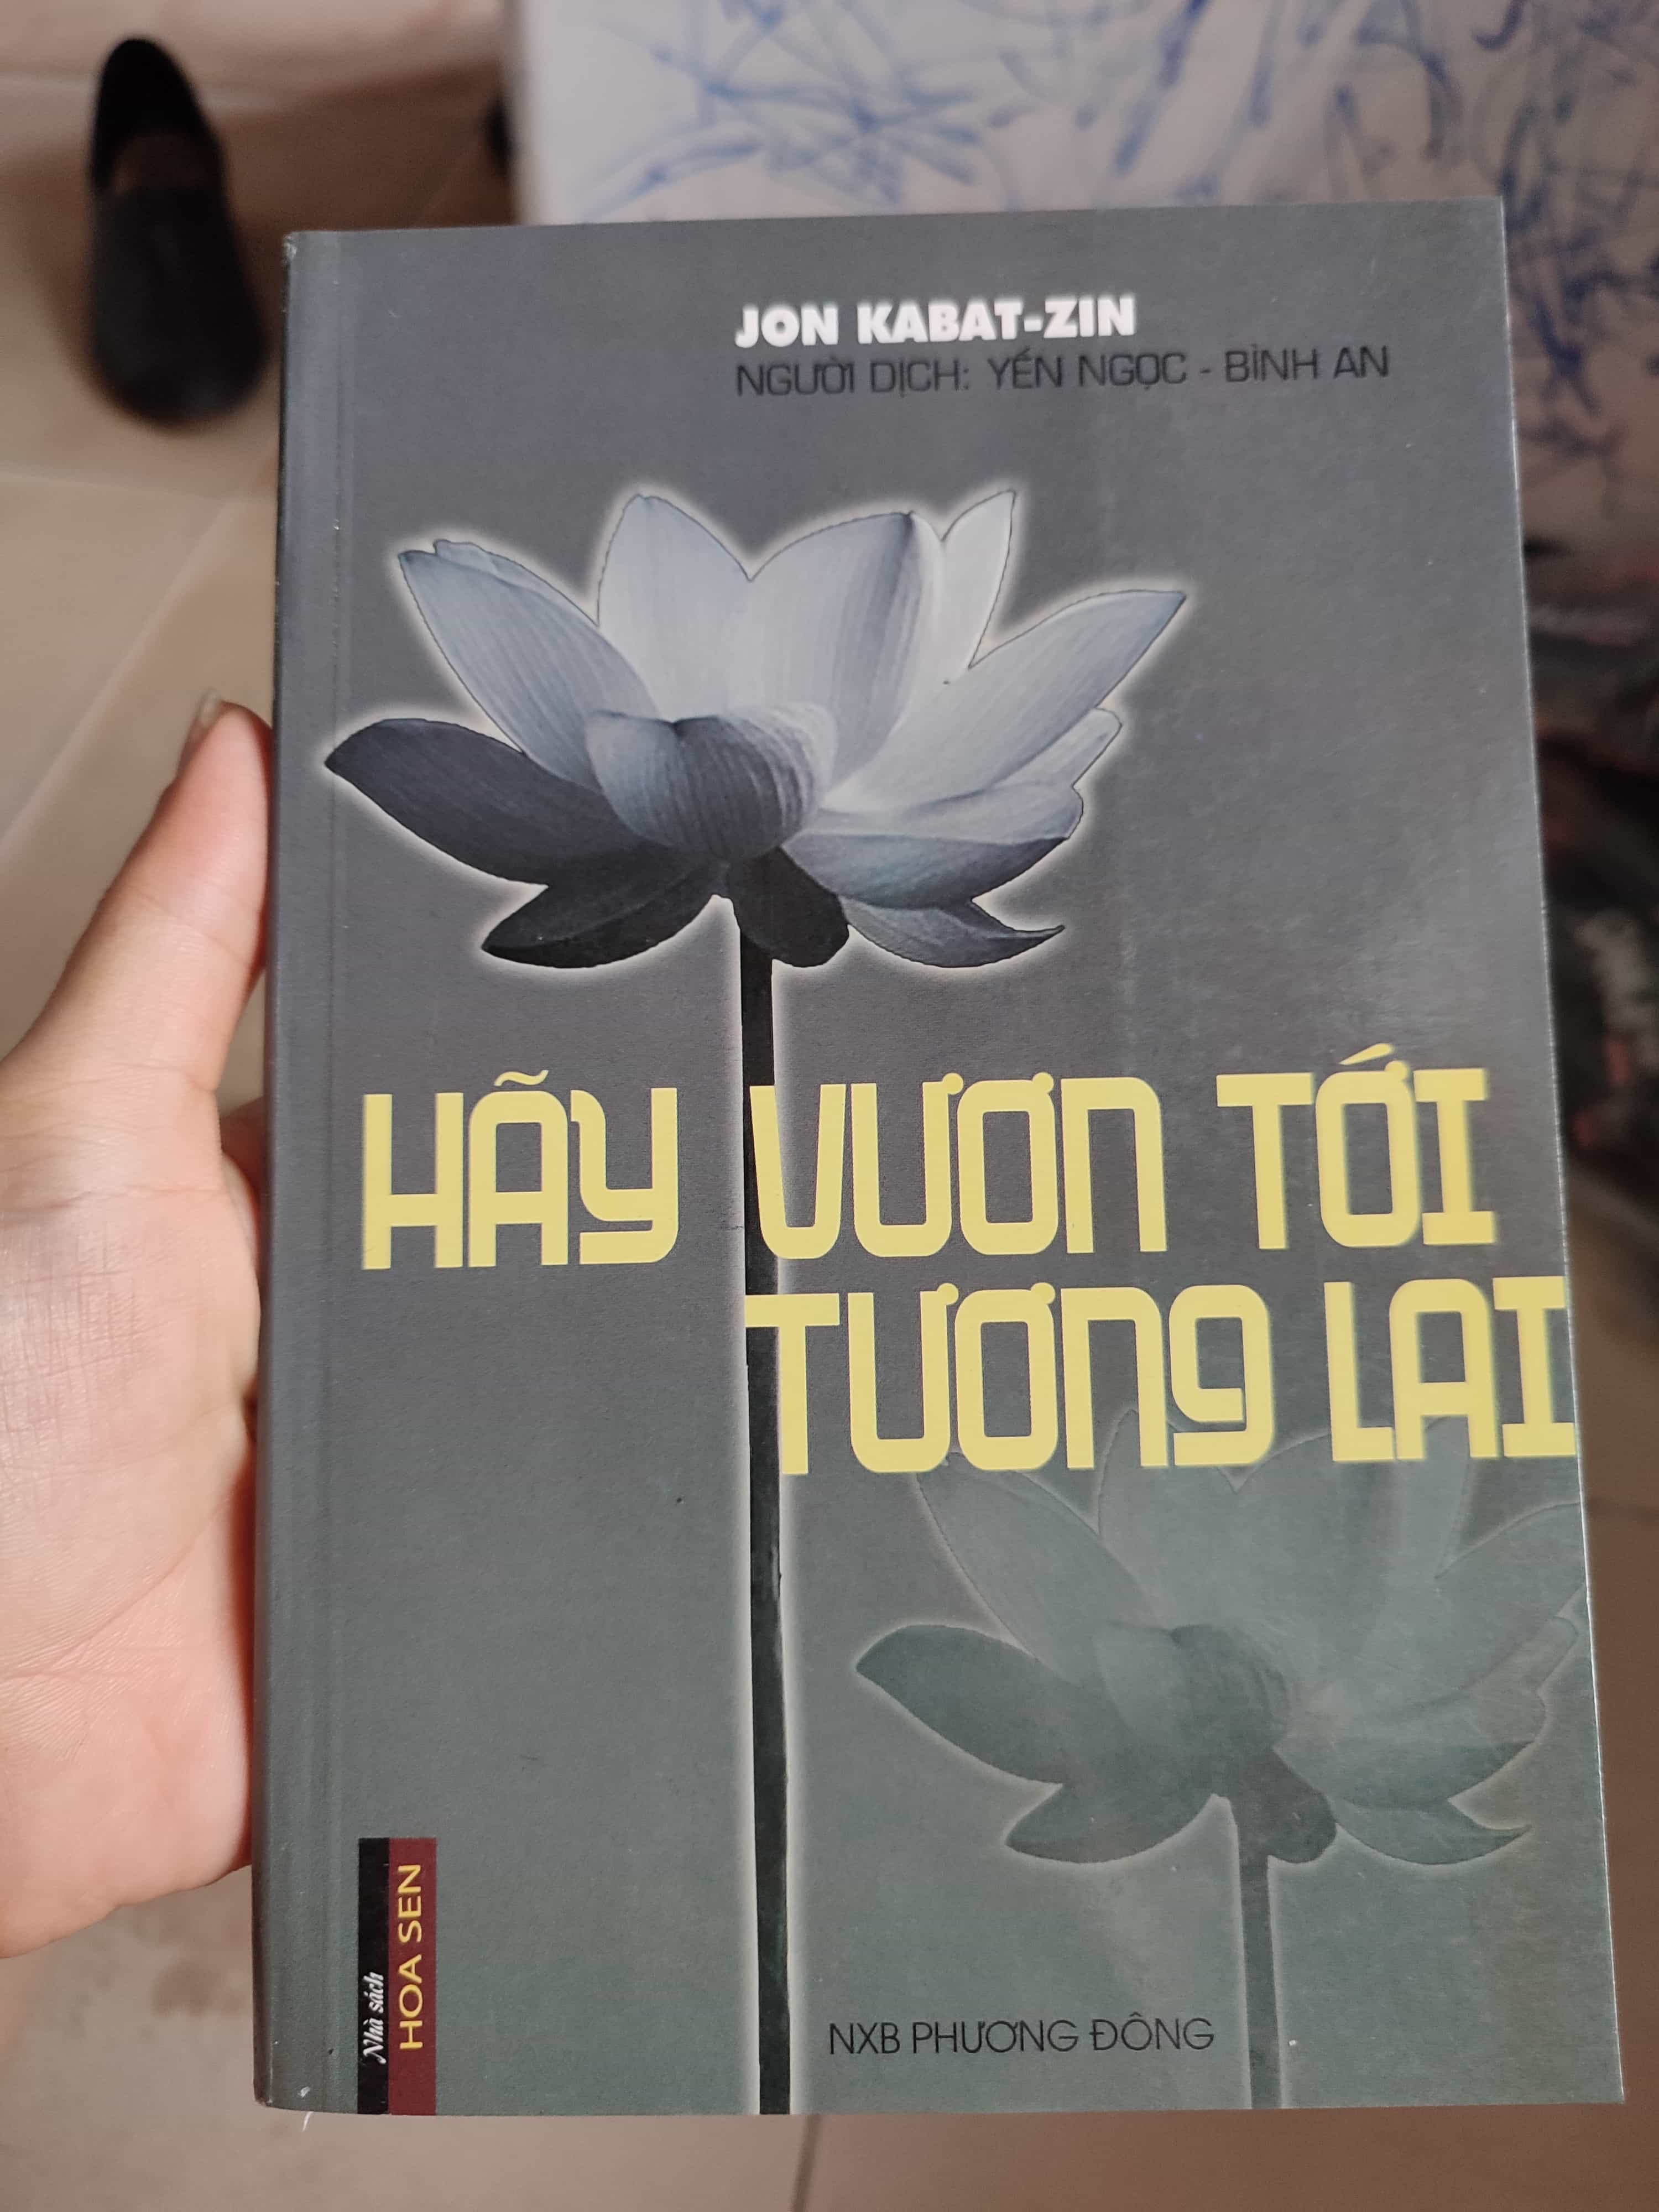 JON KABAT-ZIN
NGƯỜI DỊCH: YẾN NGỌC - BÌNH AN
HÃY VƯƠN TỚI
TƯƠNG LAI
Nhà sách
HOA SEN
NXB PHƯƠNG ĐÔNG